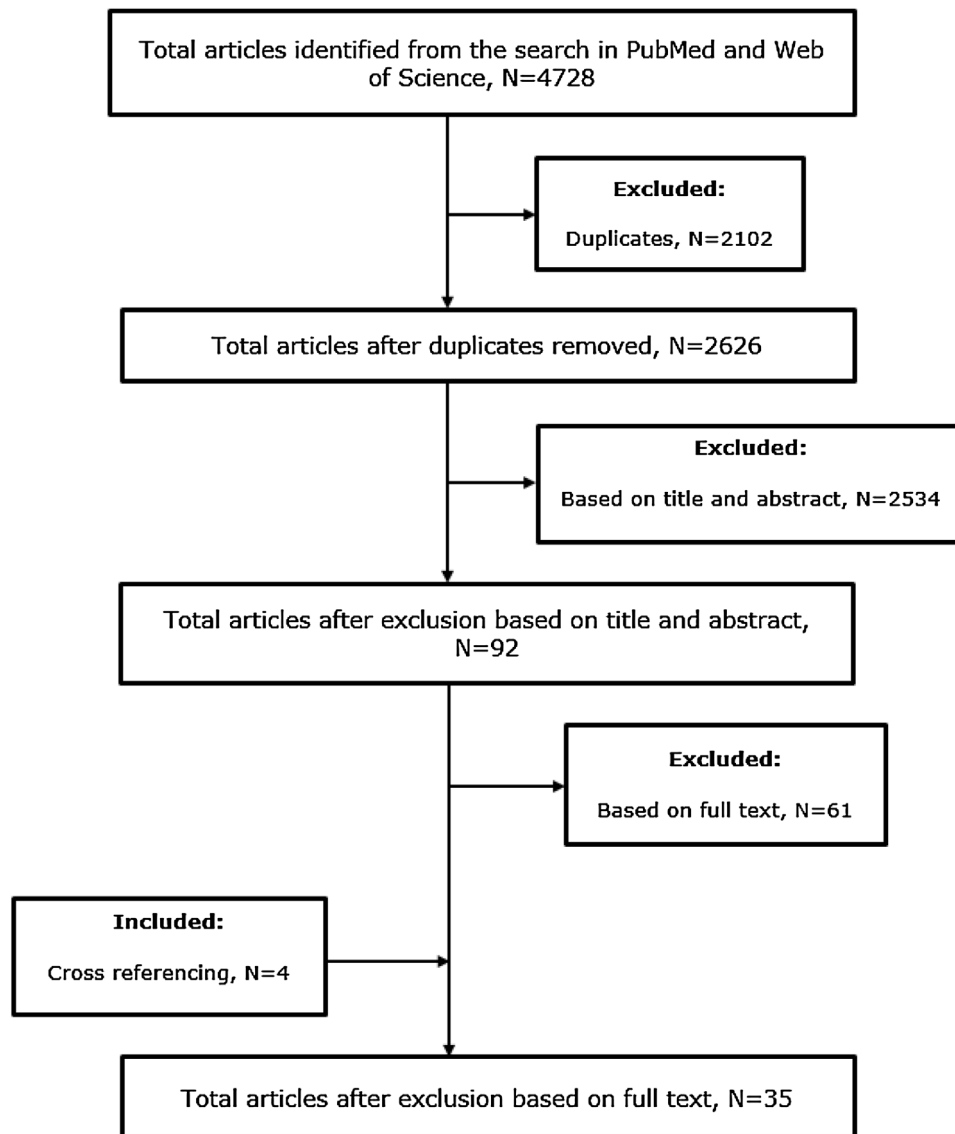 Total articles identified from the search in PubMed and Web
of Science, N=4728
Excluded:
Duplicates, N=2102
Total articles after duplicates removed, N=2626
Excluded:
Based on title and abstract, N=2534
Total articles after exclusion based on title and abstract,
N=92
Excluded:
Based on full text, N=61
Included:
Cross referencing, N=4
Total articles after exclusion based on full text, N=35